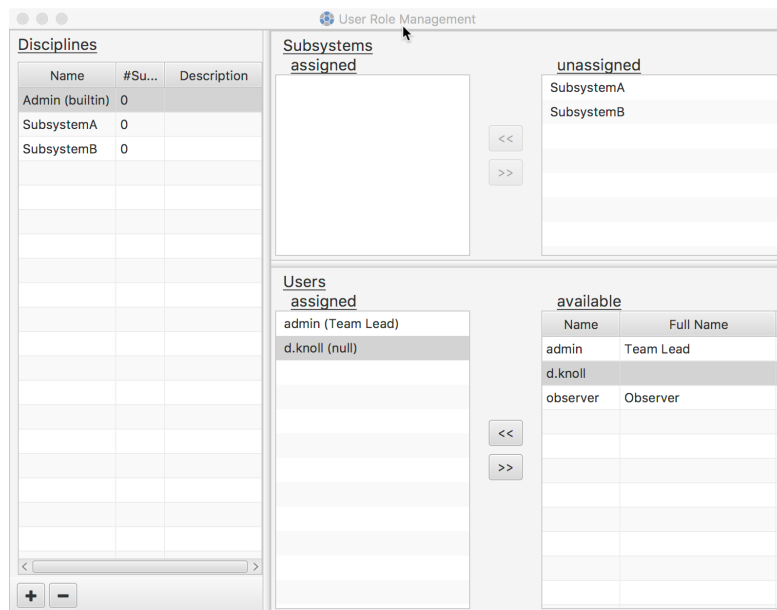 User Role Management
Disciplines
Name #Su... Description
Admin (builtin) 0
SubsystemA 0
SubsystemB 0
+ −
Subsystems
assigned
<<
>>
unassigned
SubsystemA
SubsystemB
Users
assigned
admin (Team Lead)
d.knoll (null)
<<
>>
available
Name Full Name
admin Team Lead
d.knoll
observer Observer